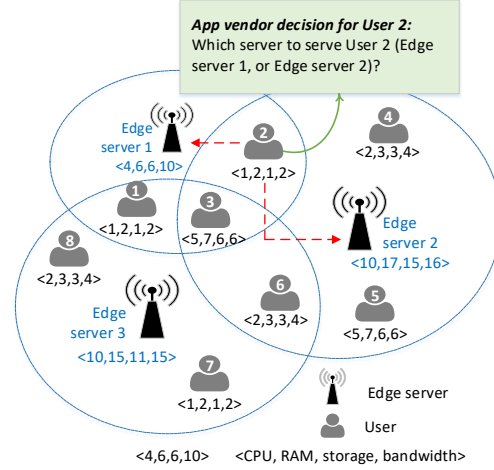 App vendor decision for User 2:
Which server to serve User 2 (Edge
server 1, or Edge server 2)?
Edge
server 1
<4,6,6,10>
2
<1,2,1,2>
4
<2,3,3,4>
1
<1,2,1,2>
3
<5,7,6,6>
Edge
server 2
<10,17,15,16>
8
<2,3,3,4>
6
<2,3,3,4>
5
<5,7,6,6>
Edge
server 3
<10,15,11,15>
7
<1,2,1,2>
Edge server
User
<4,6,6,10> <CPU, RAM, storage, bandwidth>